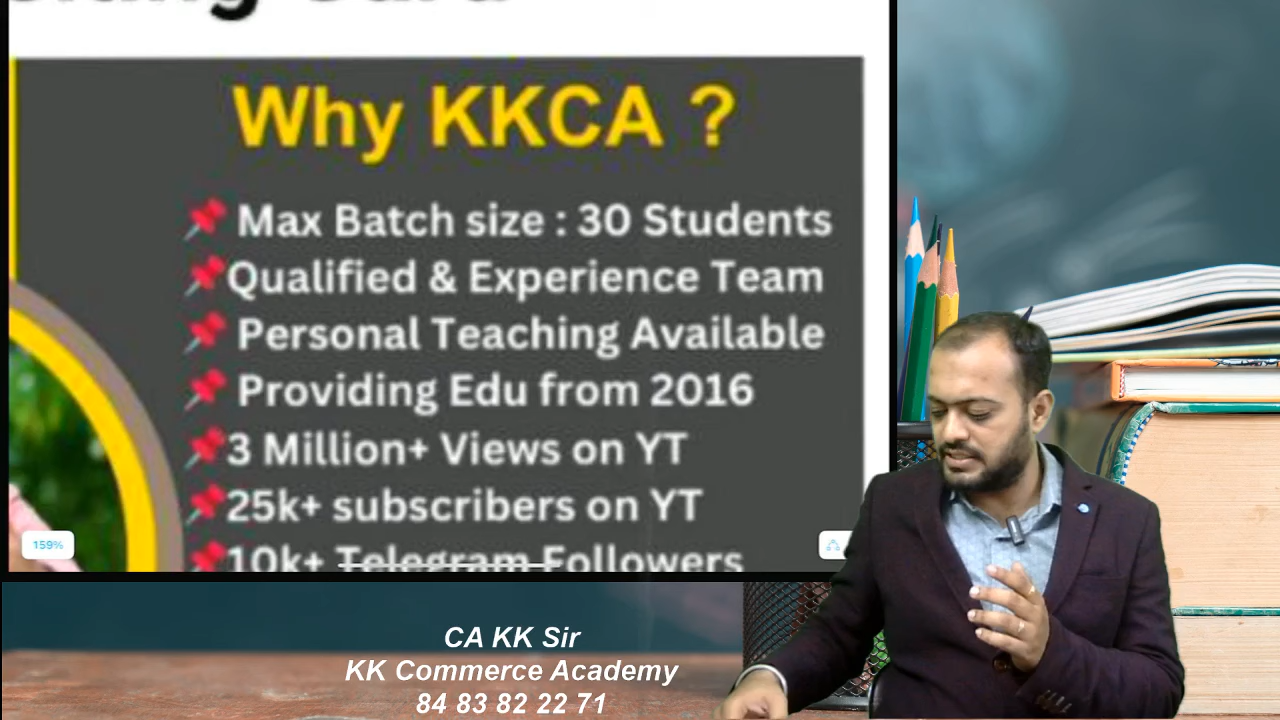 Why KKCA ?
Max Batch size : 30 Students
Qualified & Experience Team
Personal Teaching Available
Providing Edu from 2016
3 Million+ Views on YT
25k+ subscribers on YT
10k+ Telegram Followers
159%
CA KK Sir
KK Commerce Academy
84 83 82 22 71